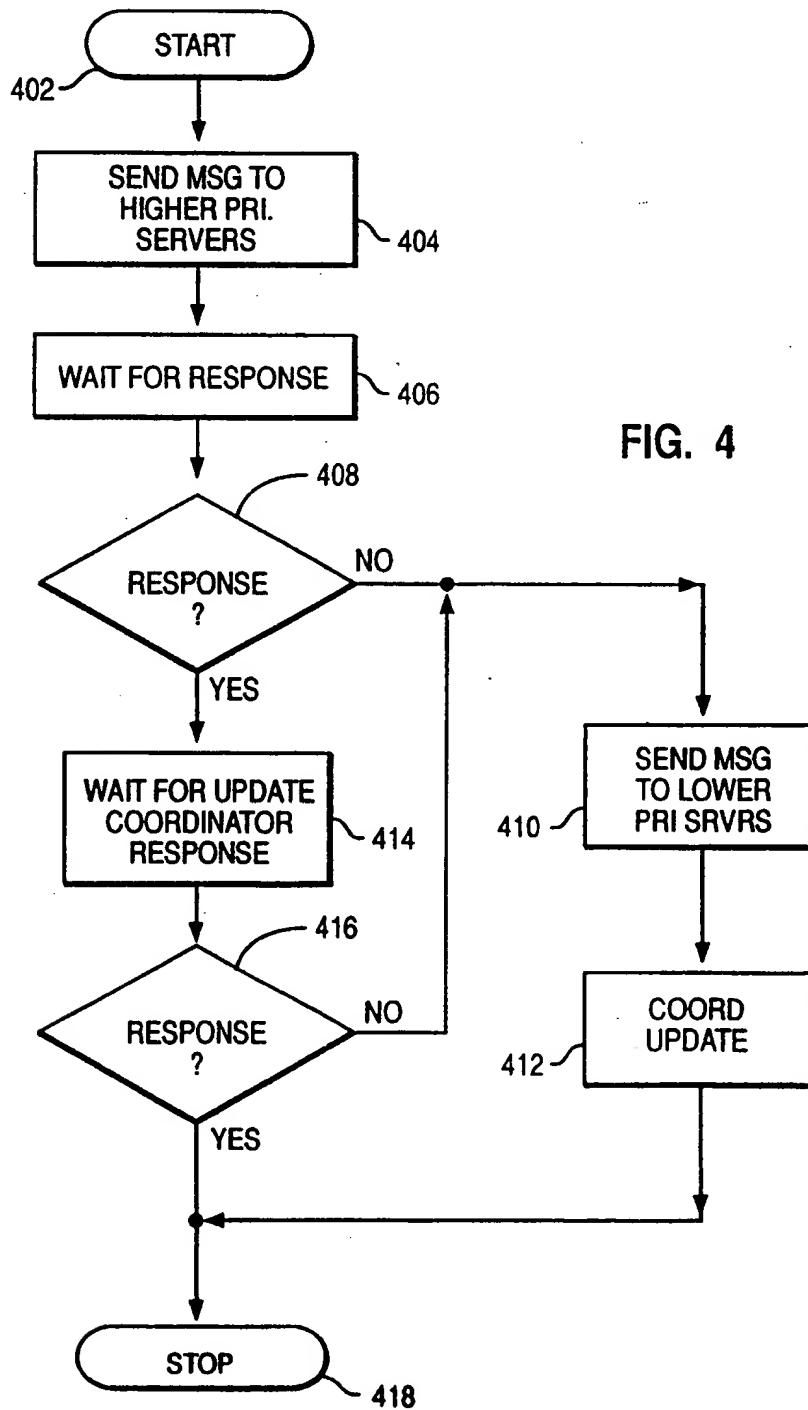 START
402
SEND MSG TO
HIGHER PRI.
SERVERS
404
WAIT FOR RESPONSE
406
FIG. 4
408
RESPONSE
?
NO
YES
WAIT FOR UPDATE
COORDINATOR
RESPONSE
414
SEND MSG
TO LOWER
PRI SRVRS
410
416
RESPONSE
?
NO
YES
COORD
UPDATE
412
STOP
418